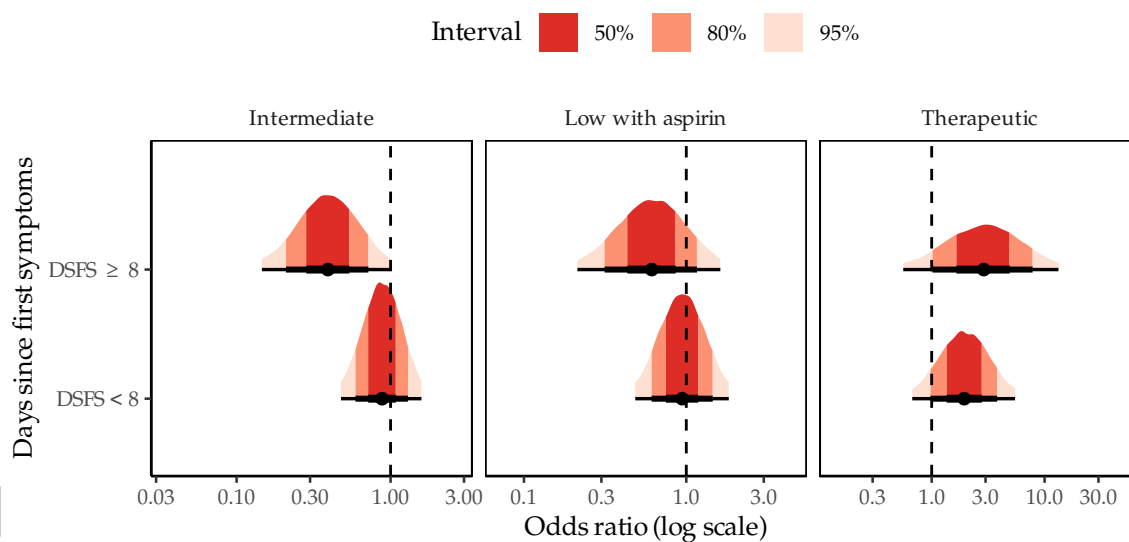 Interval 50% 80% 95%
Intermediate Low with aspirin Therapeutic
Days since first symptoms
DSFS ≥ 8
DSFS < 8
0.03 0.10 0.30 1.00 3.00 0.1 0.3 1.0 3.0 0.3 1.0 3.0 10.0 30.0
Odds ratio (log scale)